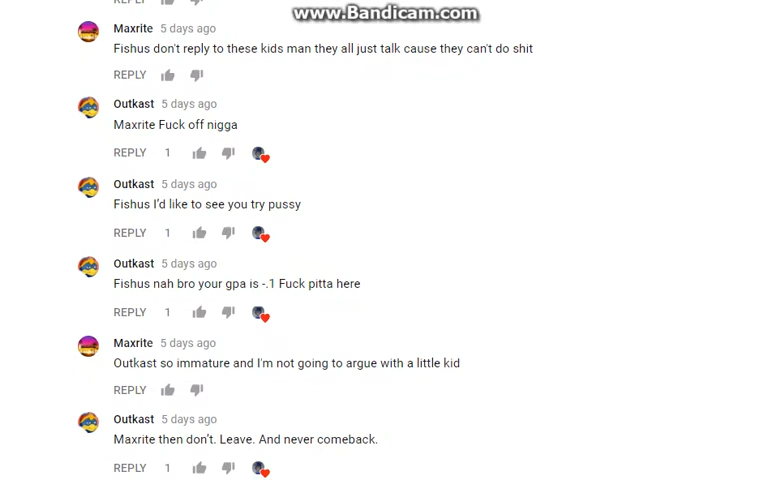 REPLY
www.Bandicam.com
Maxrite 5 days ago
Fishus don't reply to these kids man they all just talk cause they can't do shit
REPLY
Outkast 5 days ago
Maxrite Fuck off nigga
REPLY 1
Outkast 5 days ago
Fishus I'd like to see you try pussy
REPLY 1
Outkast 5 days ago
Fishus nah bro your gpa is -.1 Fuck pitta here
REPLY 1
Maxrite 5 days ago
Outkast so immature and I'm not going to argue with a little kid
REPLY
Outkast 5 days ago
Maxrite then don't. Leave. And never comeback.
REPLY 1